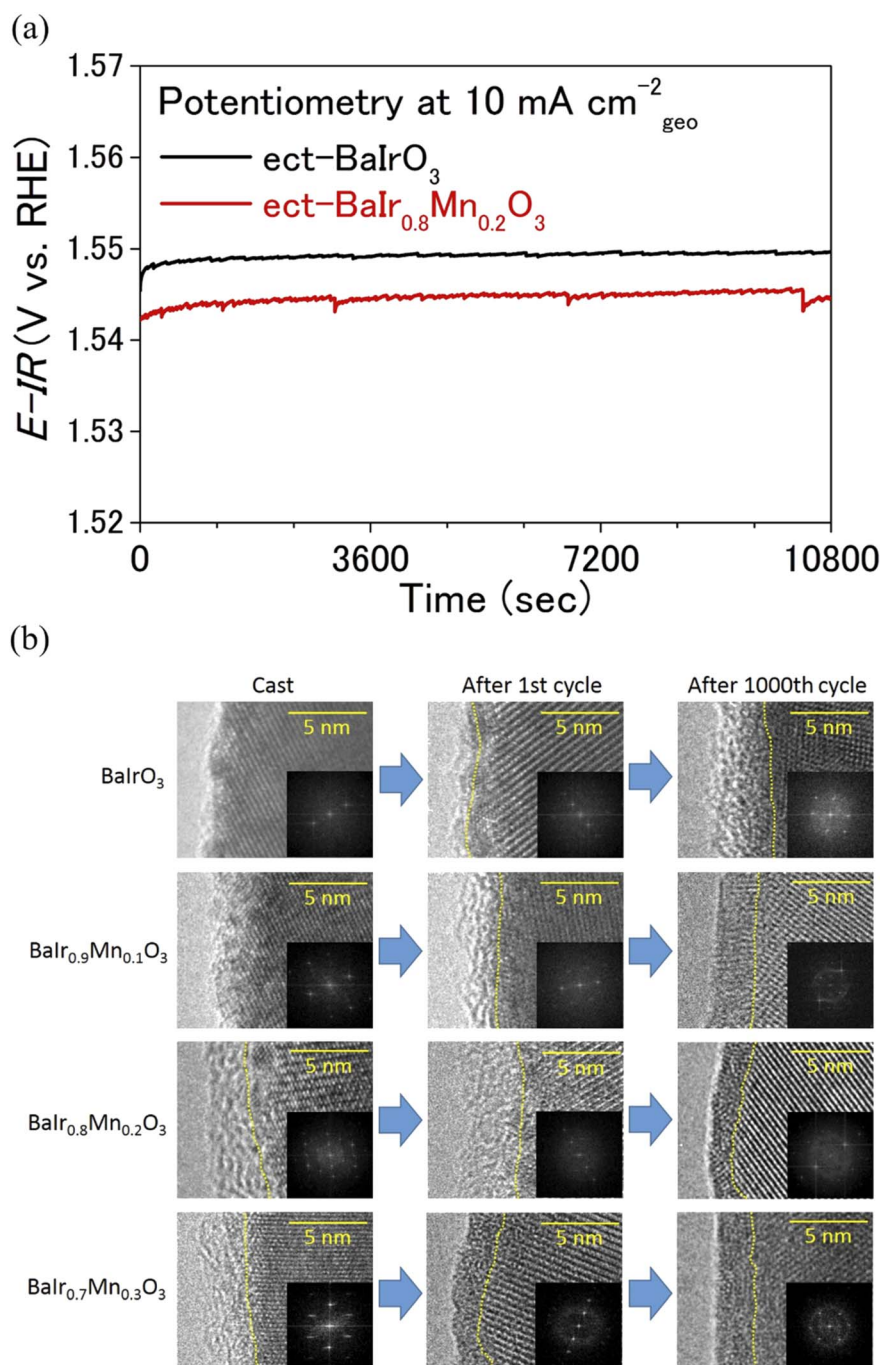 (a)
1.57
1.56
1.55
1.54
1.53
1.52
E-IR (V vs. RHE)
Potentiometry at 10 mA cm⁻²geo
ect-BaIrO₃
ect-BaIr₀.₈Mn₀.₂O₃
0 3600 7200 10800
Time (sec)
(b)
Cast After 1st cycle After 1000th cycle
BaIrO₃ 5 nm 5 nm 5 nm
BaIr₀.₉Mn₀.₁O₃ 5 nm 5 nm 5 nm
BaIr₀.₈Mn₀.₂O₃ 5 nm 5 nm 5 nm
BaIr₀.₇Mn₀.₃O₃ 5 nm 5 nm 5 nm